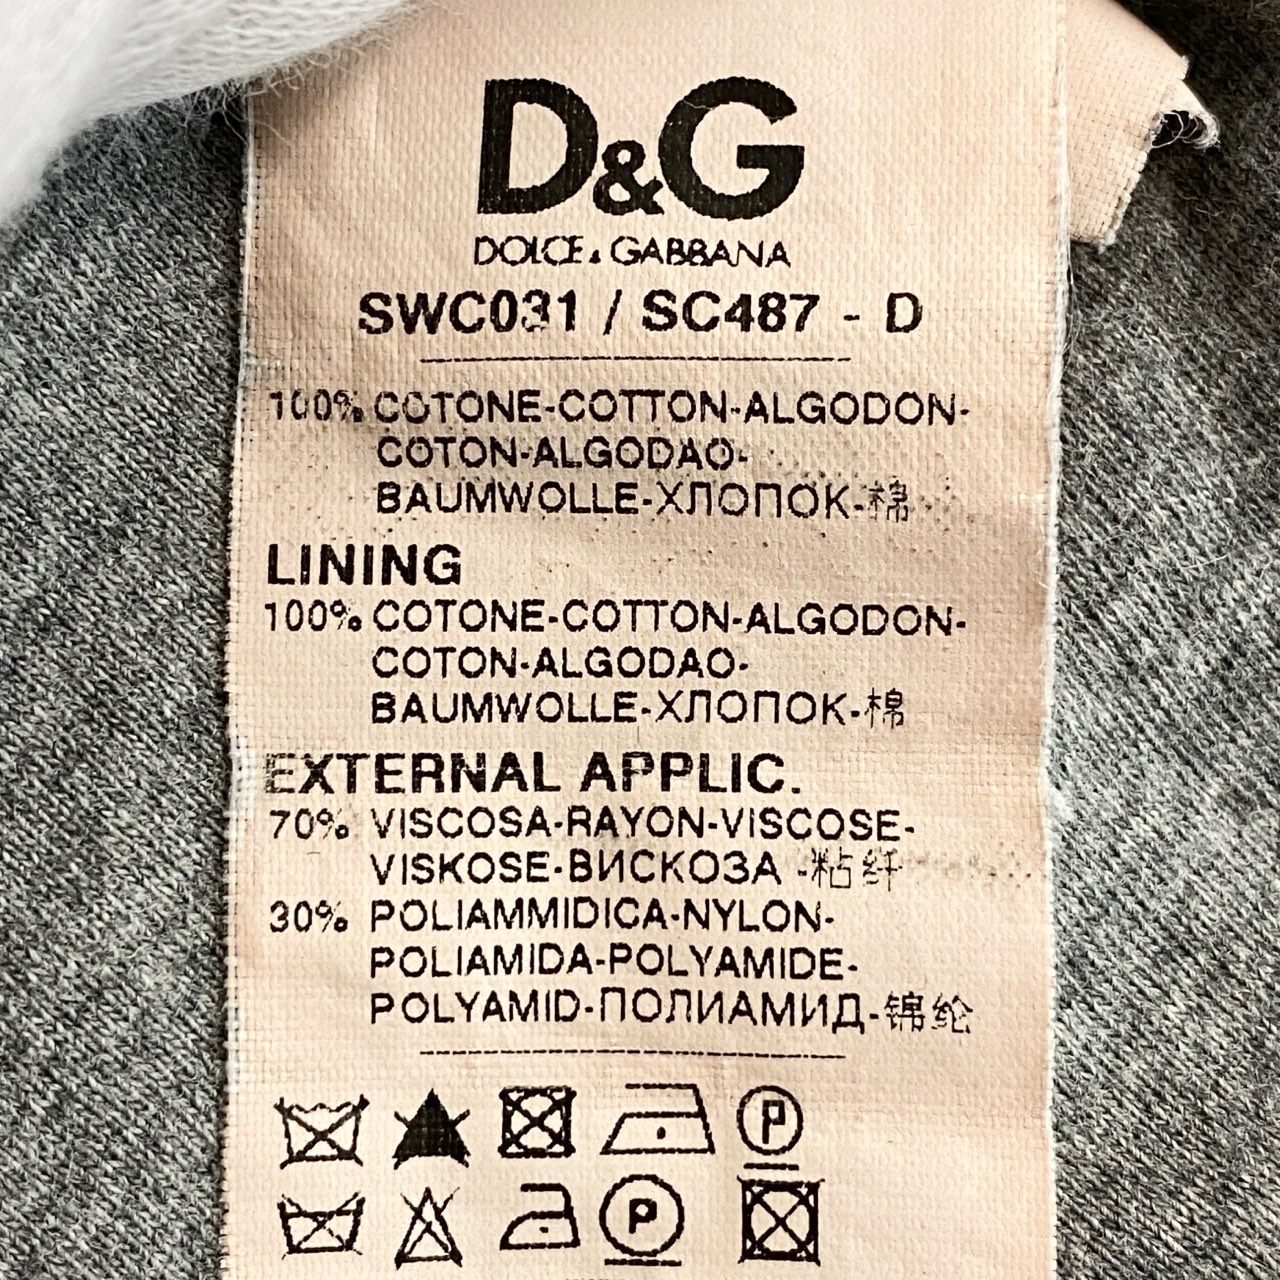 D&G
DOLCE & GABBANA
SWC031 / SC487 - D
100% COTONE-COTTON-ALGODON-
COTON-ALGODAO-
BAUMWOLLE-ХЛОПОК-棉
LINING
100% COTONE-COTTON-ALGODON-
COTON-ALGODAO-
BAUMWOLLE-ХЛОПОК-棉
EXTERNAL APPLIC.
70% VISCOSA-RAYON-VISCOSE-
VISKOSE-ВИСКОЗА -粘纤
30% POLIAMMIDICA-NYLON-
POLIAMIDA-POLYAMIDE-
POLYAMID-ПОЛИАМИД-锦纶
P
P